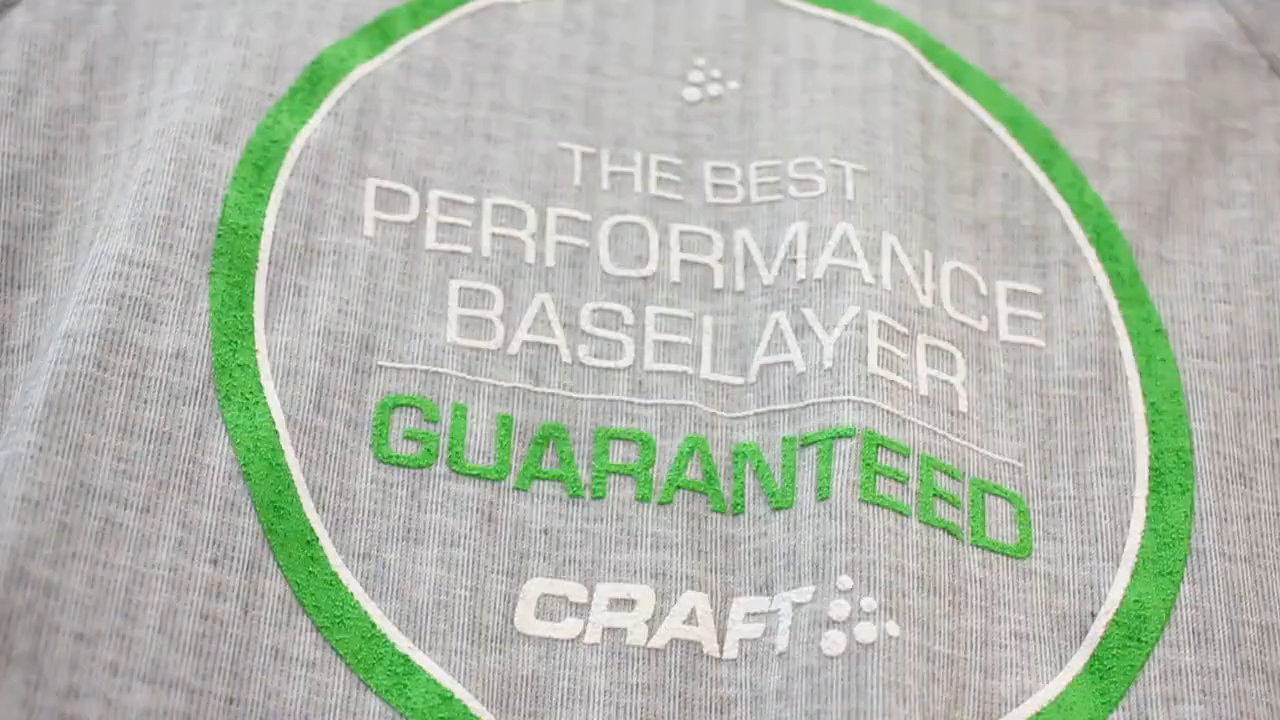 THE BEST
PERFORMANCE
BASELAYER
GUARANTEED
CRAFT